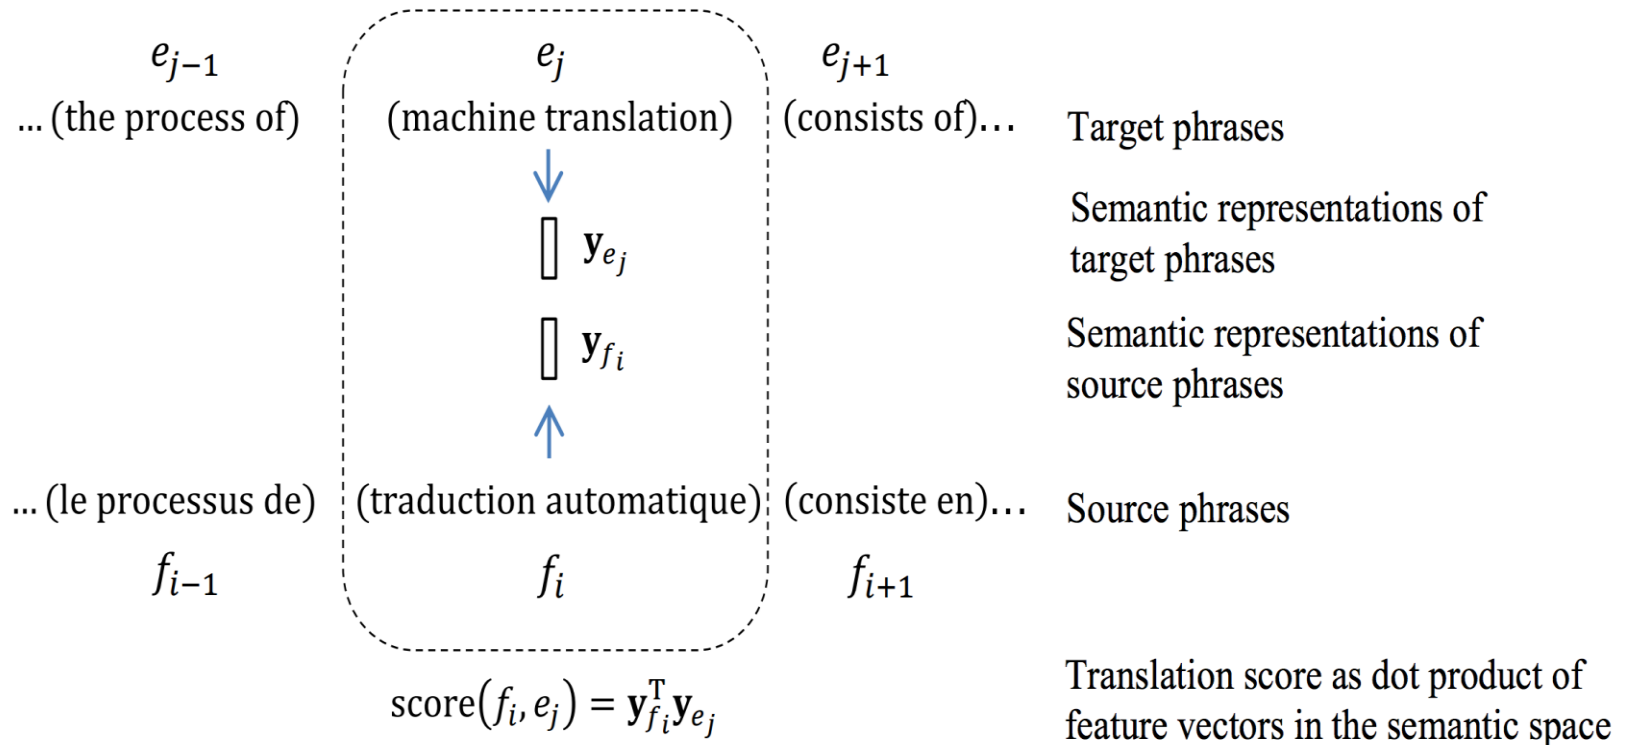 e_{j−1} e_j e_{j+1}
... (the process of) (machine translation) (consists of)... Target phrases
Semantic representations of
target phrases
𝐲_{e_j}
𝐲_{f_i}
Semantic representations of
source phrases
... (le processus de) (traduction automatique) (consiste en)... Source phrases
f_{i−1} f_i f_{i+1}
score(f_i, e_j) = 𝐲_{f_i}^T 𝐲_{e_j}
Translation score as dot product of
feature vectors in the semantic space